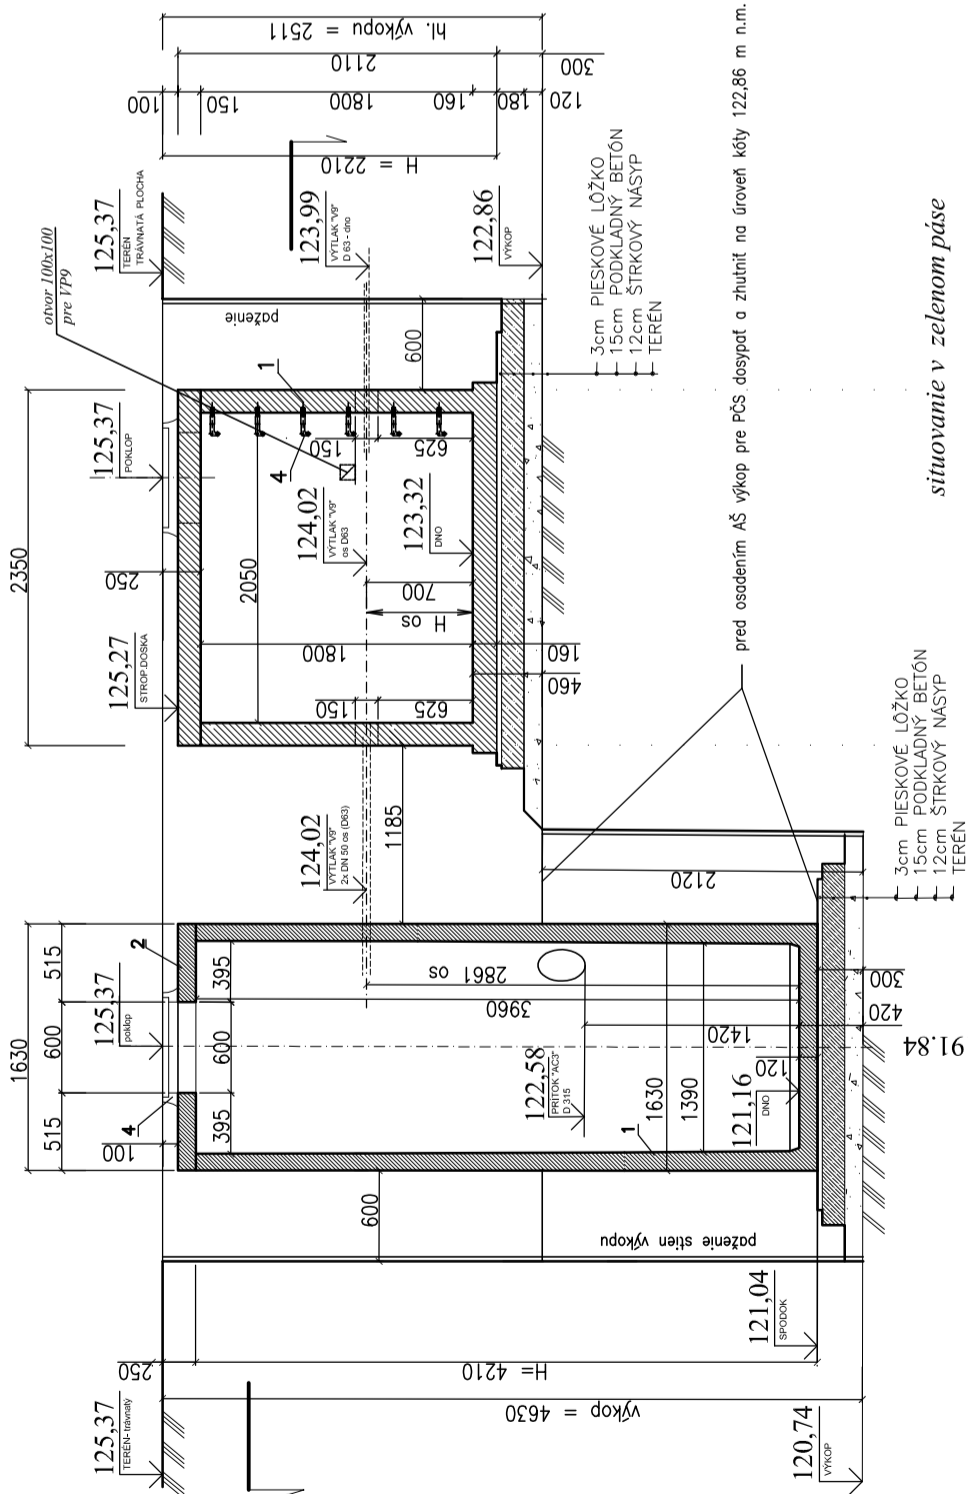 hl. výkopu = 2511
2110
300
100
150
1800
160
180
120
H = 2210
125,37
TERÉN
TRÁVNATÁ PLOCHA
123,99
VÝTLAK "V9"
D 63 - dno
122,86
VÝKOP
otvor 100x100
pre VP9
paženie
600
3cm PIESKOVÉ LÔŽKO
15cm PODKLADNÝ BETÓN
12cm ŠTRKOVÝ NÁSYP
TERÉN
125,37
POKLOP
1
4
150
625
124,02
VÝTLAK "V9"
os D63
123,32
DNO
2350
250
2050
700
H os
1800
160
460
125,27
STROP.DOSKA
150
625
pred osadením AŠ výkop pre PČS dosypať a zhutniť na úroveň kóty 122,86 m n.m.
situovanie v zelenom páse
1185
124,02
VÝTLAK "V9"
2x DN 50 os (D63)
2120
3cm PIESKOVÉ LÔŽKO
15cm PODKLADNÝ BETÓN
12cm ŠTRKOVÝ NÁSYP
TERÉN
1630
515
600
515
2
125,37
poklop
4
100
395
600
395
2861 os
3960
1420
120
300
420
91.84
122,58
PRÍTOK "AC3"
D 315
1630
1390
121,16
DNO
1
600
paženie stien výkopu
121,04
SPODOK
250
H= 4210
výkop = 4630
125,37
TERÉN- trávnatý
120,74
VÝKOP